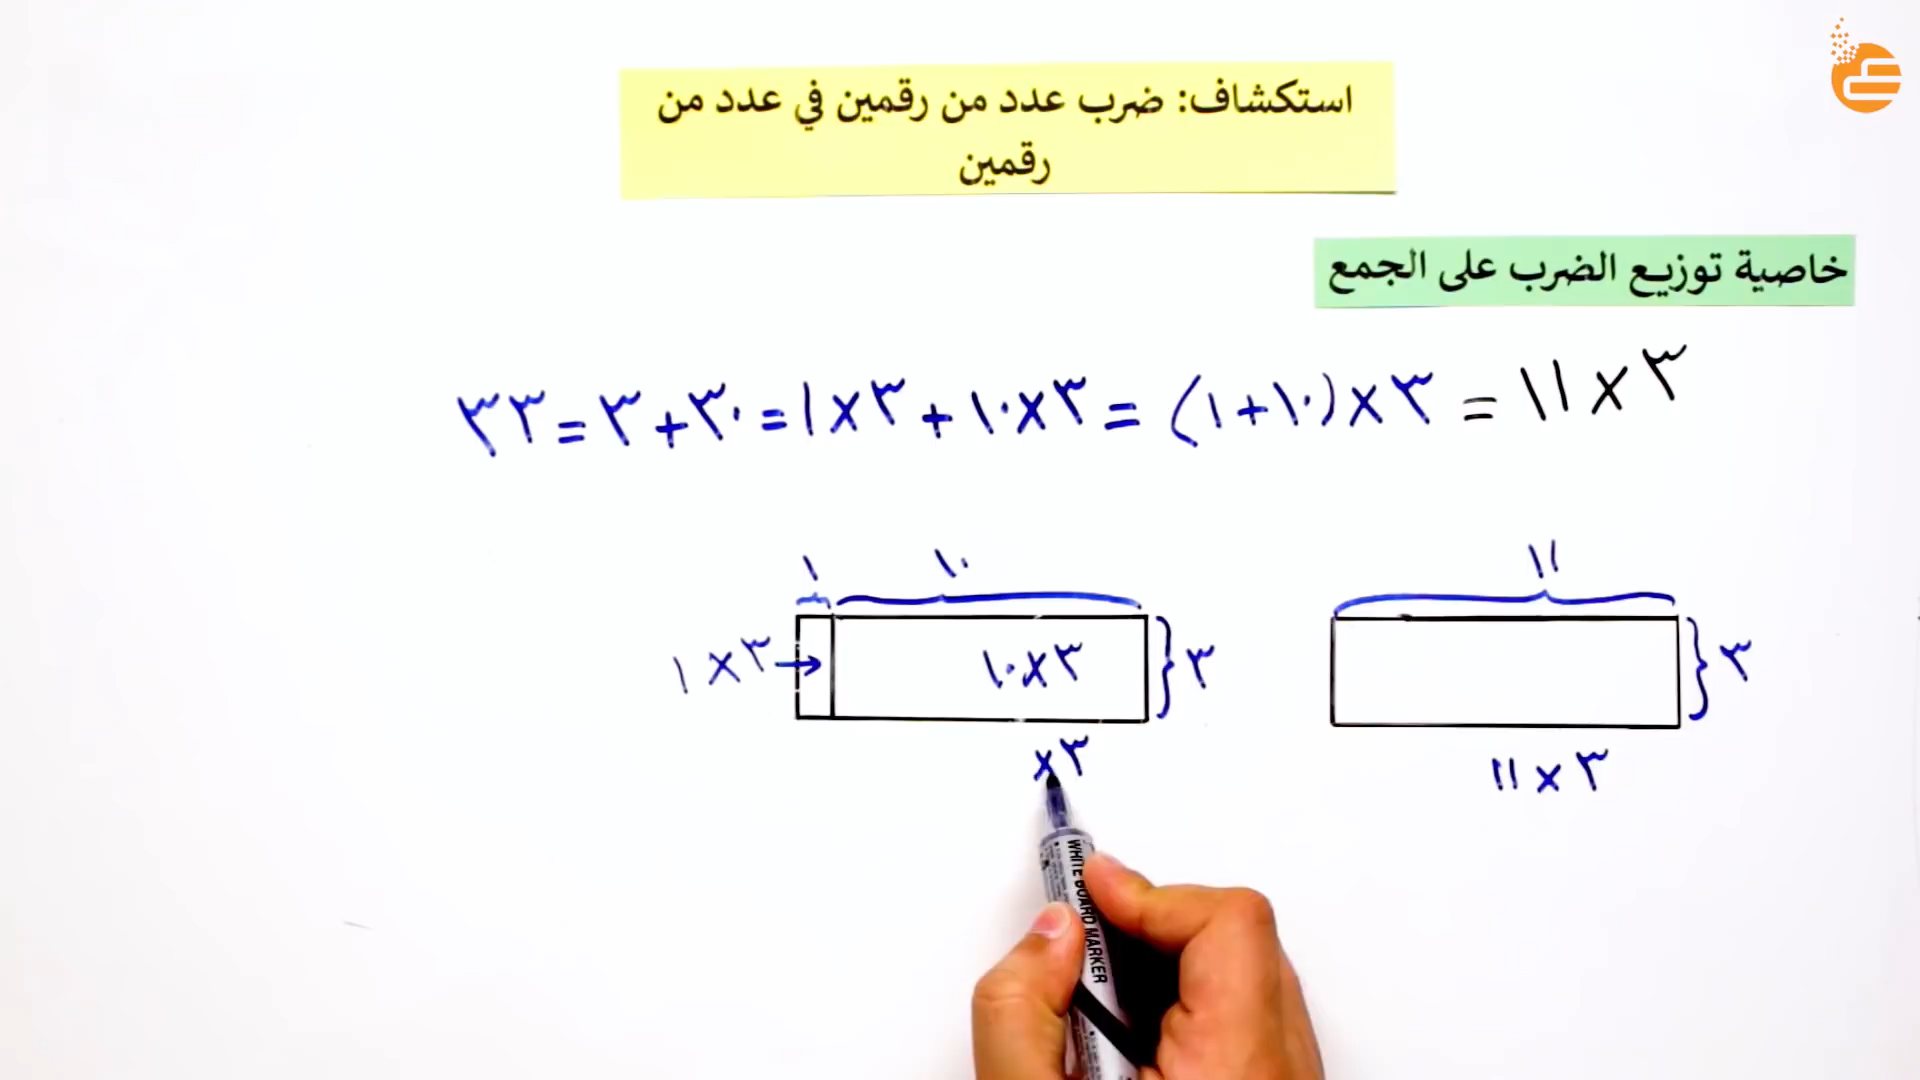 استكشاف: ضرب عدد من رقمين في عدد من
رقمين
خاصية توزيع الضرب على الجمع
٣ × ١١ = ٣ × (١٠ + ١) = ٣ × ١٠ + ٣ × ١ = ٣٠ + ٣ = ٣٣
١١
٣
٣ × ١١
١٠
١
٣
٣ × ١٠
٣ × ١
٣ ×
WHITE BOARD MARKER